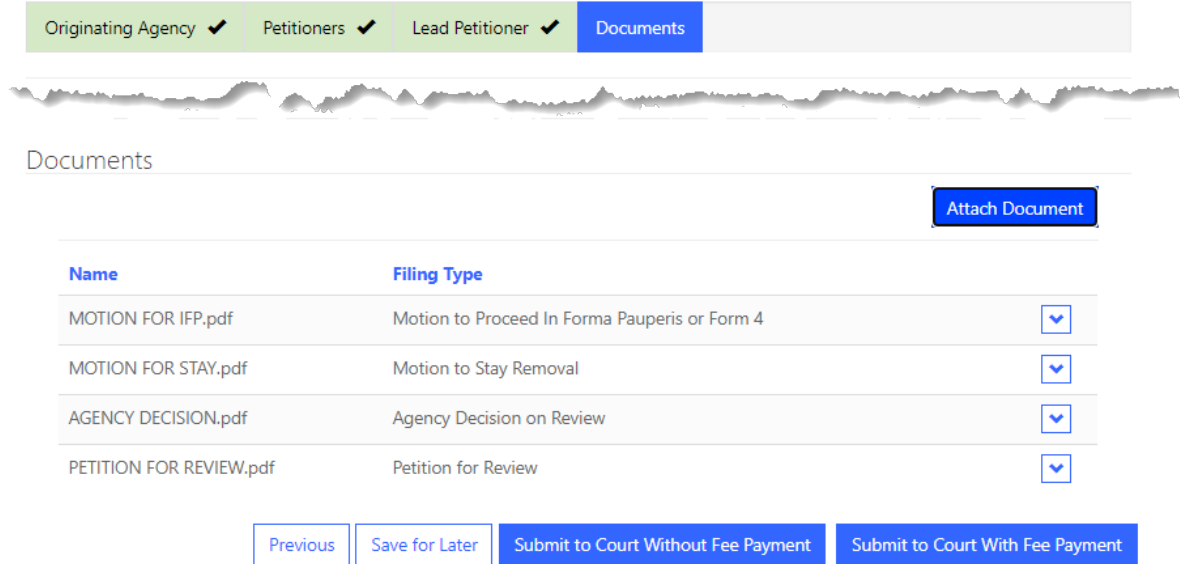 Originating Agency ✔ Petitioners ✔ Lead Petitioner ✔ Documents
Documents
Attach Document
Name Filing Type
MOTION FOR IFP.pdf Motion to Proceed In Forma Pauperis or Form 4
MOTION FOR STAY.pdf Motion to Stay Removal
AGENCY DECISION.pdf Agency Decision on Review
PETITION FOR REVIEW.pdf Petition for Review
Previous Save for Later Submit to Court Without Fee Payment Submit to Court With Fee Payment